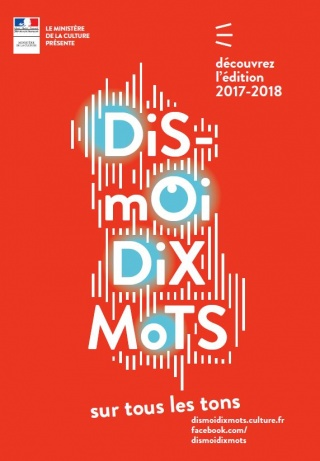 LE MINISTÈRE
DE LA CULTURE
PRÉSENTE
découvrez
l'édition
2017-2018
DiS-
mOi
DiX
MoTS
sur tous les tons
dismoidixmots.culture.fr
facebook.com/
dismoidixmots